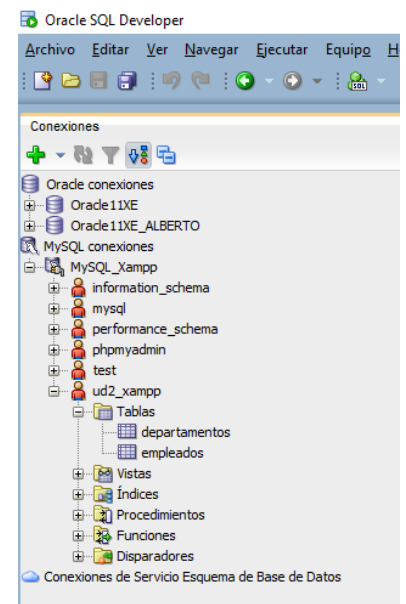 Oracle SQL Developer
Archivo Editar Ver Navegar Ejecutar Equipo H
SQL
Conexiones
Oracle conexiones
Oracle11XE
Oracle11XE_ALBERTO
MySQL conexiones
MySQL_Xampp
information_schema
mysql
performance_schema
phpmyadmin
test
ud2_xampp
Tablas
departamentos
empleados
Vistas
Índices
Procedimientos
Funciones
Disparadores
Conexiones de Servicio Esquema de Base de Datos